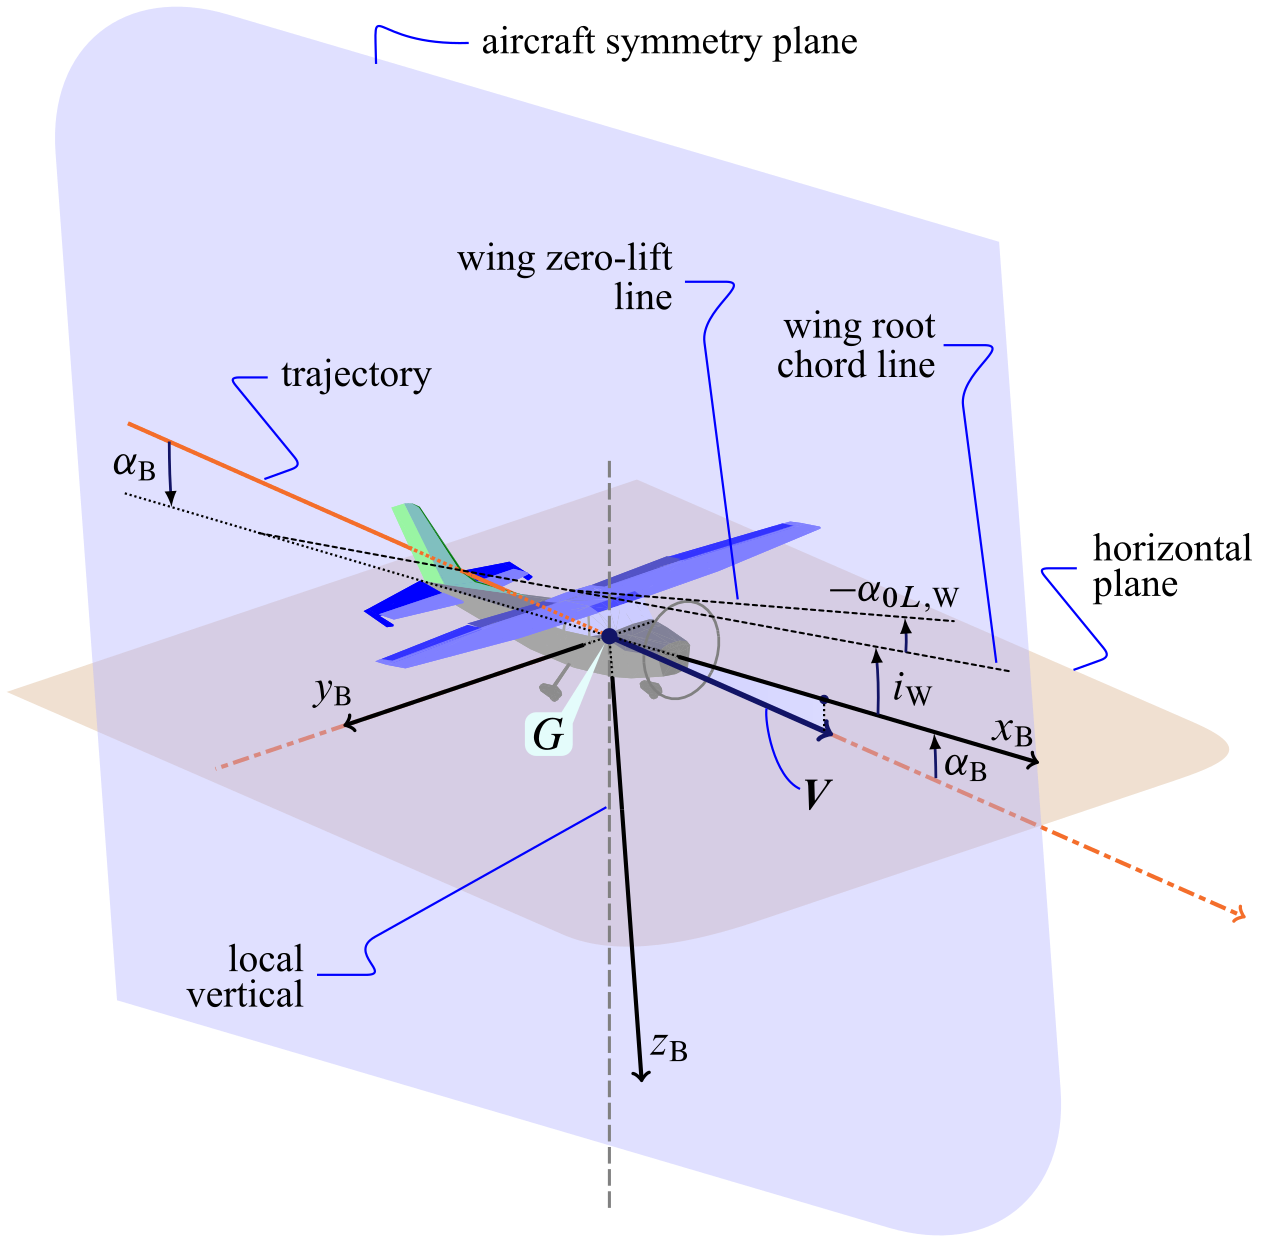 aircraft symmetry plane
wing zero-lift
line
wing root
chord line
trajectory
α_B
horizontal
plane
−α_0L,W
i_W
y_B
G
x_B
α_B
V
local
vertical
z_B